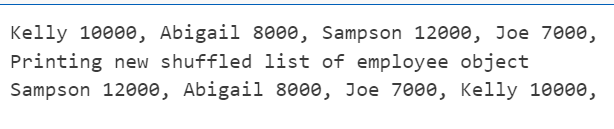 Kelly 10000, Abigail 8000, Sampson 12000, Joe 7000,
Printing new shuffled list of employee object
Sampson 12000, Abigail 8000, Joe 7000, Kelly 10000,